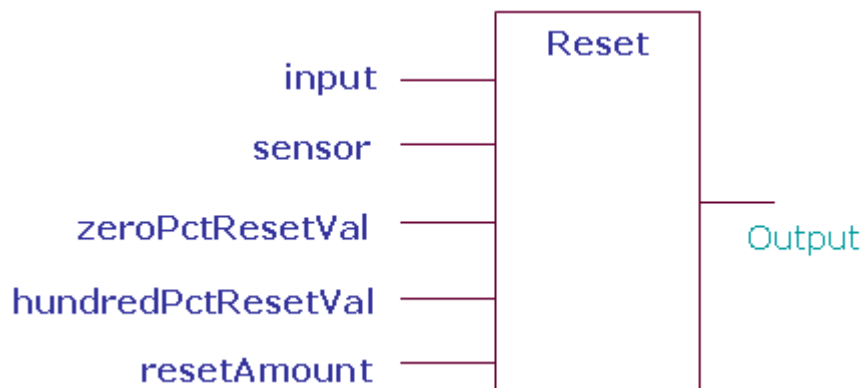 Reset
input
sensor
zeroPctResetVal
Output
hundredPctResetVal
resetAmount